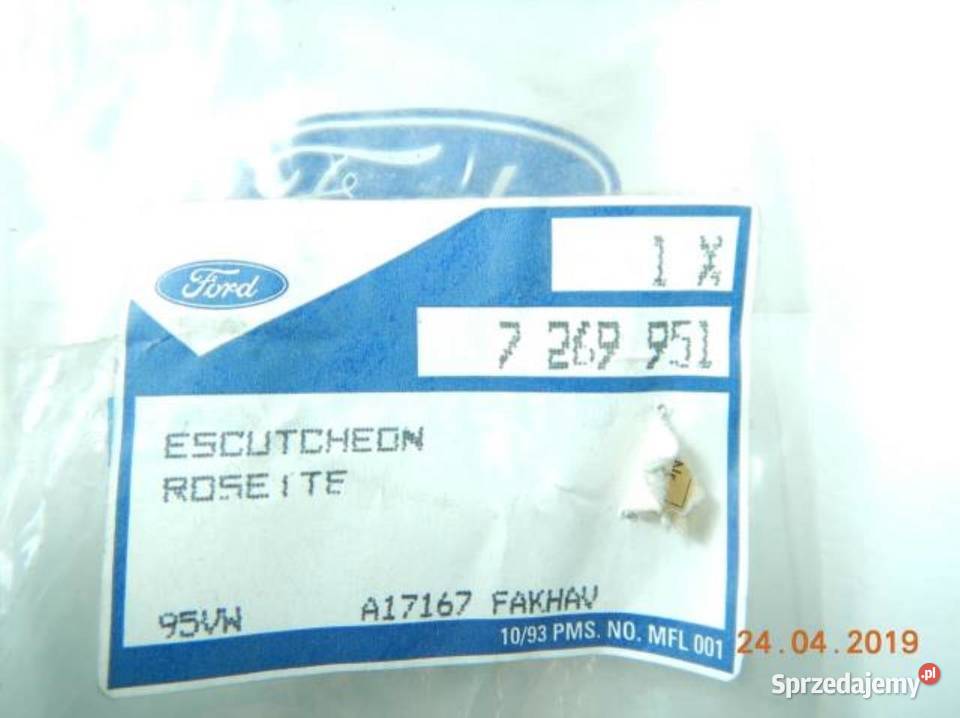 Ford
1 X
7 269 951
ESCUTCHEON
ROSETTE
95VW A17167 FAKHAV
10/93 PMS. NO. MFL 001
24.04.2019
Sprzedajemy.pl